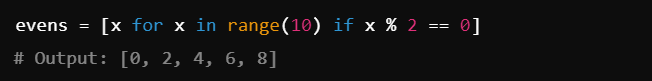 evens = [x for x in range(10) if x % 2 == 0]
# Output: [0, 2, 4, 6, 8]